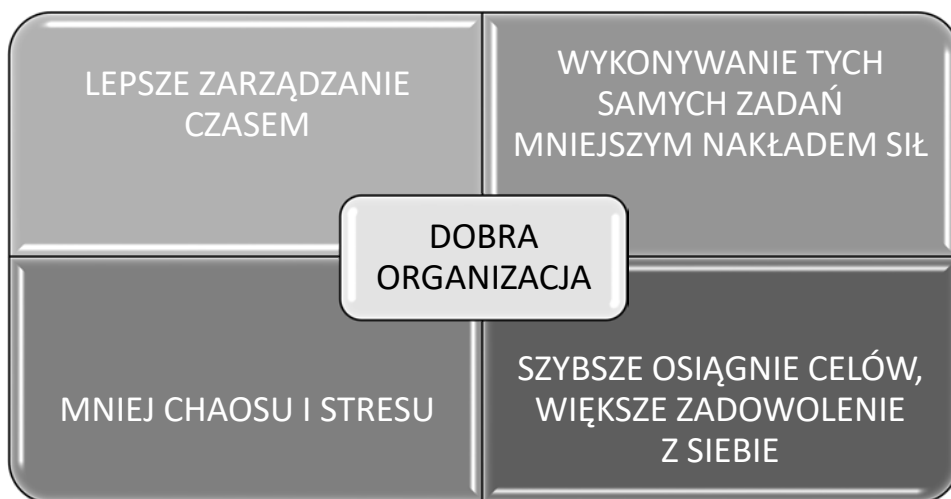 LEPSZE ZARZĄDZANIE
CZASEM
WYKONYWANIE TYCH
SAMYCH ZADAŃ
MNIEJSZYM NAKŁADEM SIŁ
DOBRA
ORGANIZACJA
MNIEJ CHAOSU I STRESU
SZYBSZE OSIĄGNIE CELÓW,
WIĘKSZE ZADOWOLENIE
Z SIEBIE